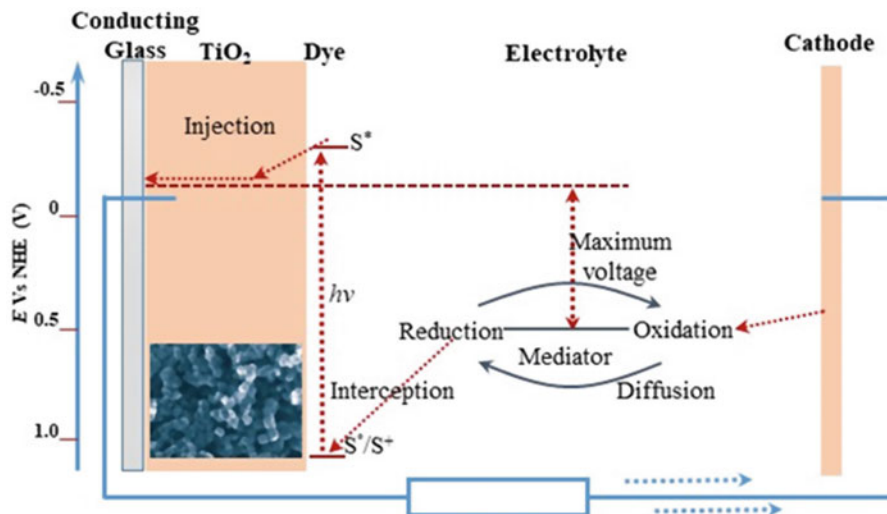 Conducting
Glass TiO₂ Dye Electrolyte Cathode
-0.5
Injection
S*
0
E Vs NHE (V)
Maximum
voltage
hν
0.5
Reduction Oxidation
Mediator
Interception Diffusion
1.0
S*/S⁺